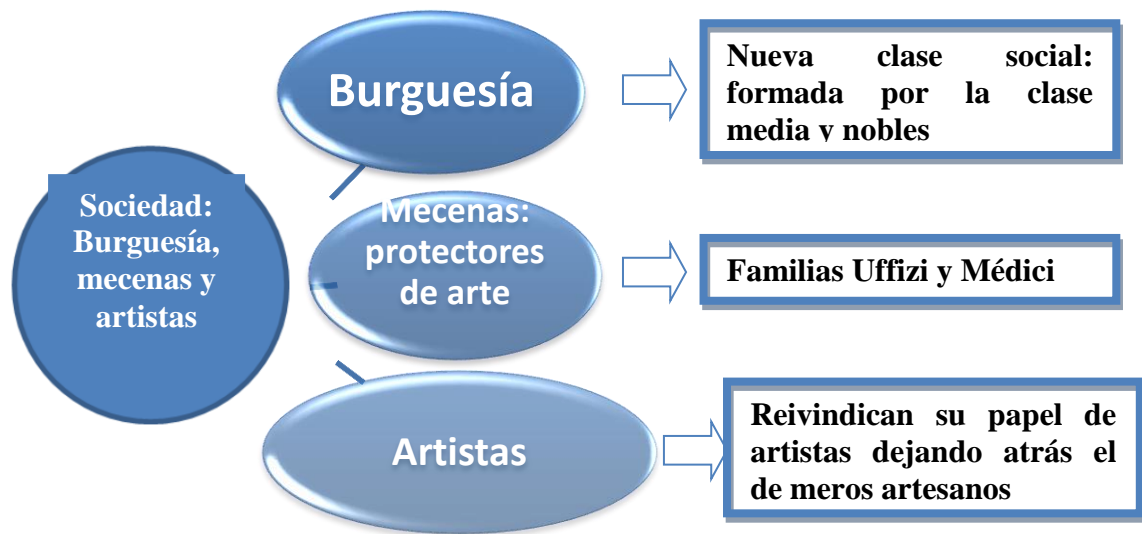 Sociedad:
Burguesía,
mecenas y
artistas
Burguesía
Nueva clase social:
formada por la clase
media y nobles
Mecenas:
protectores
de arte
Familias Uffizi y Médici
Artistas
Reivindican su papel de
artistas dejando atrás el
de meros artesanos